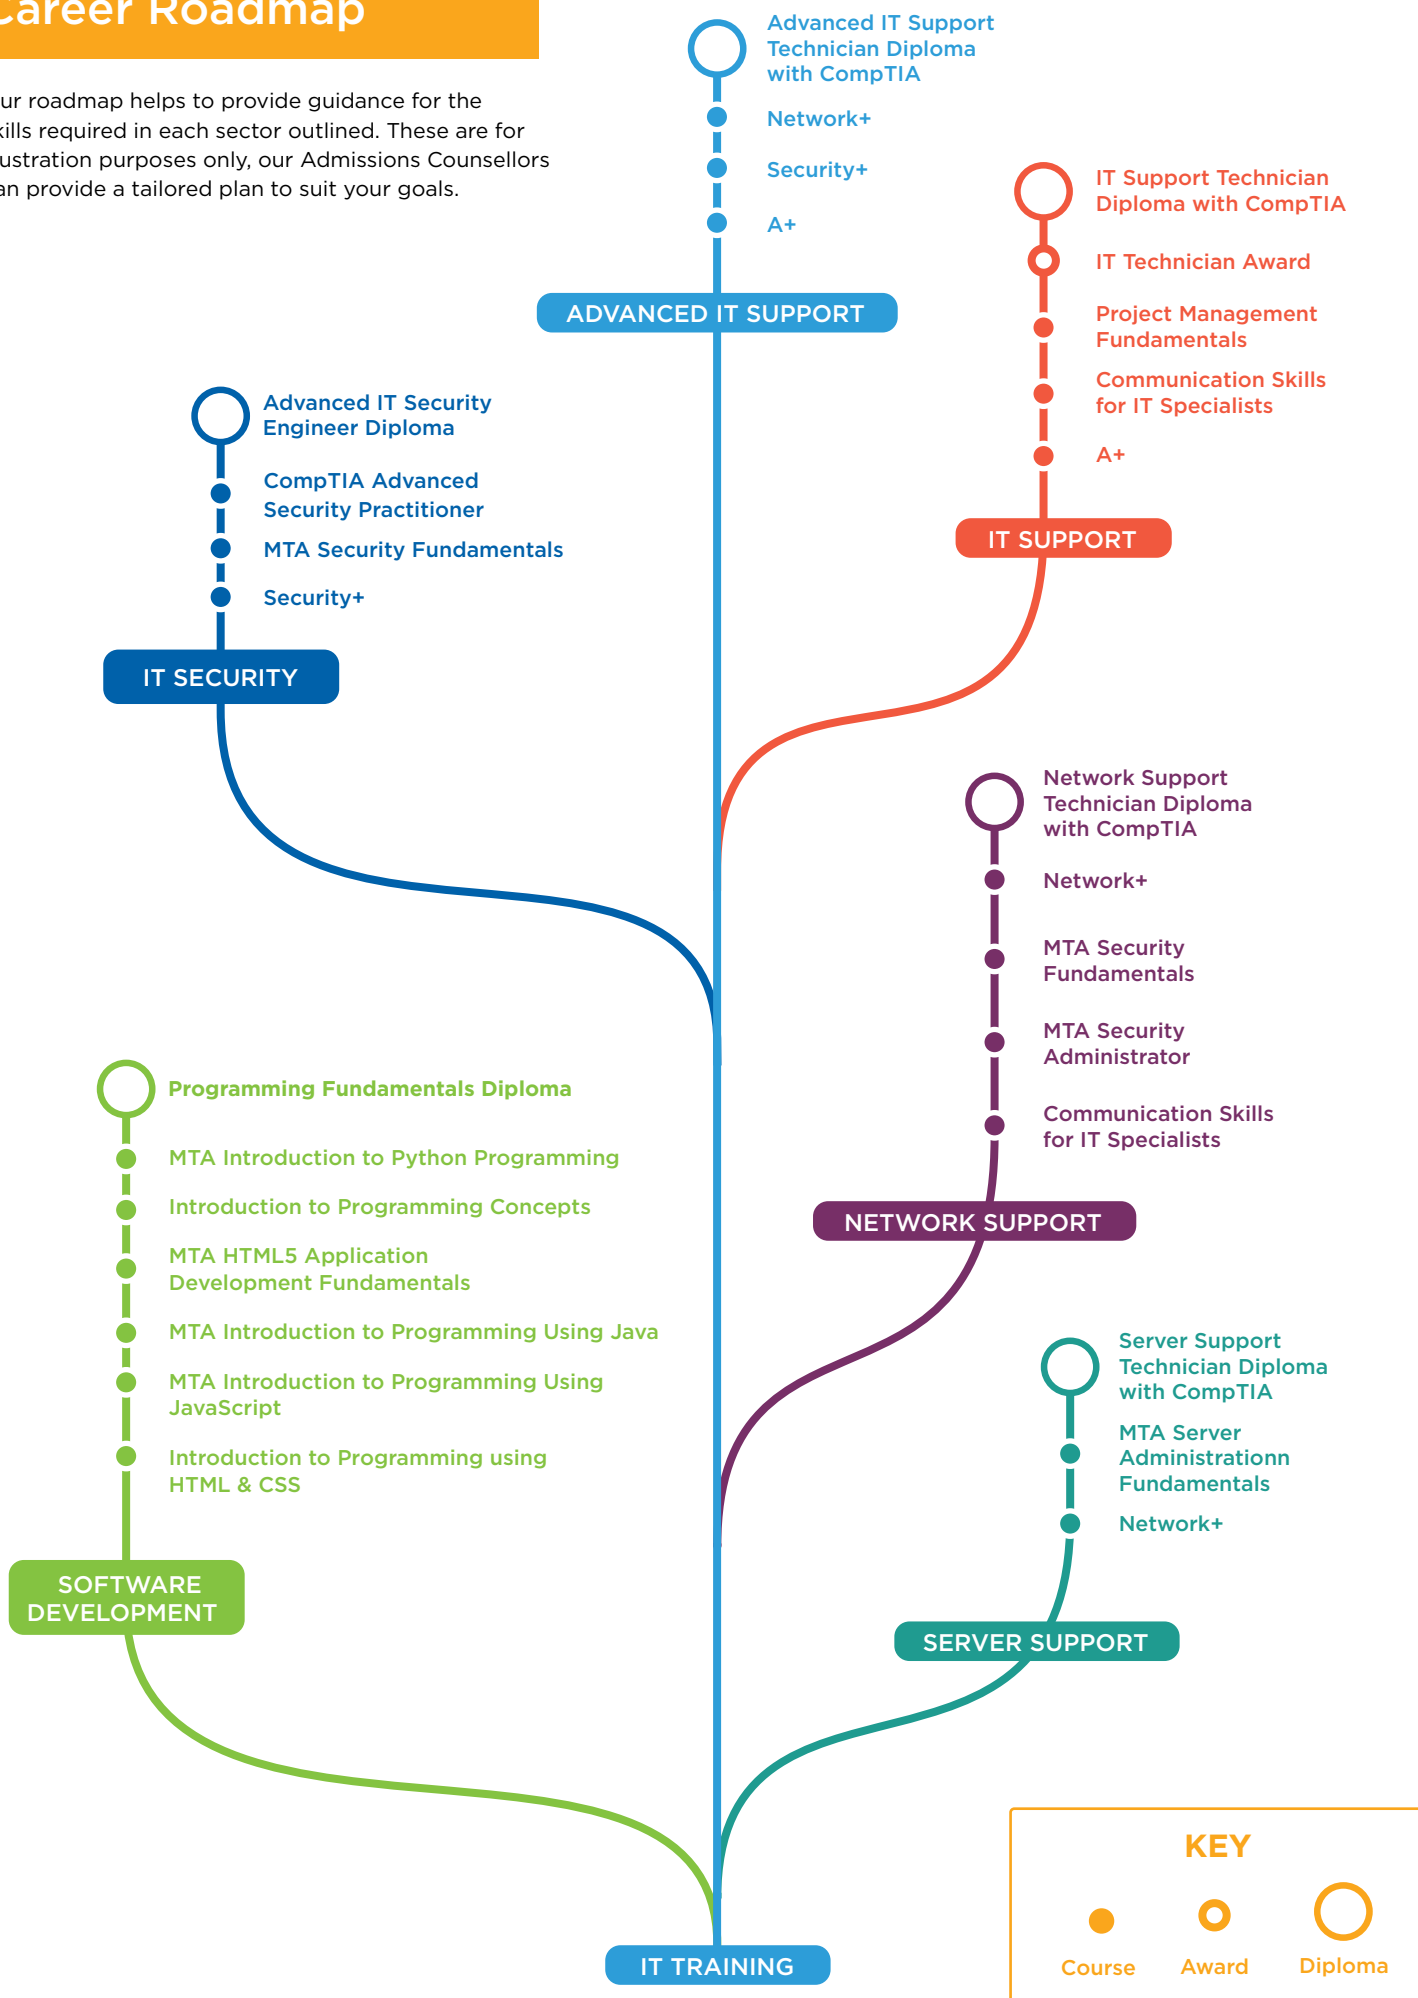 Career Roadmap
ur roadmap helps to provide guidance for the
kills required in each sector outlined. These are for
ustration purposes only, our Admissions Counsellors
an provide a tailored plan to suit your goals.
Advanced IT Support
Technician Diploma
with CompTIA
Network+
Security+
A+
ADVANCED IT SUPPORT
IT Support Technician
Diploma with CompTIA
IT Technician Award
Project Management
Fundamentals
Communication Skills
for IT Specialists
A+
IT SUPPORT
Advanced IT Security
Engineer Diploma
CompTIA Advanced
Security Practitioner
MTA Security Fundamentals
Security+
IT SECURITY
Network Support
Technician Diploma
with CompTIA
Network+
MTA Security
Fundamentals
MTA Security
Administrator
Communication Skills
for IT Specialists
NETWORK SUPPORT
Programming Fundamentals Diploma
MTA Introduction to Python Programming
Introduction to Programming Concepts
MTA HTML5 Application
Development Fundamentals
MTA Introduction to Programming Using Java
MTA Introduction to Programming Using
JavaScript
Introduction to Programming using
HTML & CSS
SOFTWARE
DEVELOPMENT
Server Support
Technician Diploma
with CompTIA
MTA Server
Administrationn
Fundamentals
Network+
SERVER SUPPORT
IT TRAINING
KEY
Course
Award
Diploma